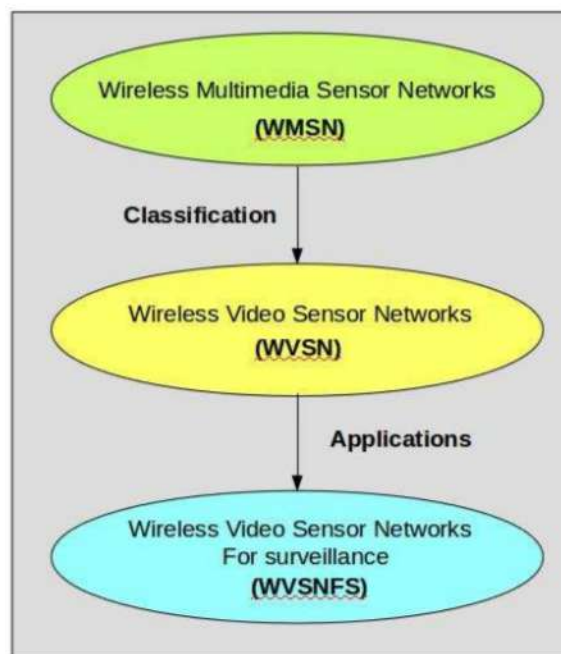 Wireless Multimedia Sensor Networks
(WMSN)
Classification
Wireless Video Sensor Networks
(WVSN)
Applications
Wireless Video Sensor Networks
For surveillance
(WVSNFS)